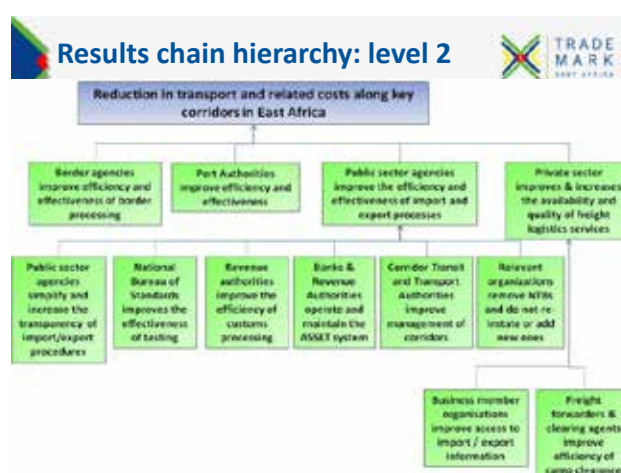 Results chain hierarchy: level 2
TRADE
MARK
EAST AFRICA
Reduction in transport and related costs along key
corridors in East Africa
Border agencies
improve efficiency and
effectiveness of border
processing
Port Authorities
improve efficiency and
effectiveness
Public sector agencies
improve the efficiency and
effectiveness of import and
export processes
Private sector
improves & increases
the availability and
quality of freight
logistics services
Public sector
agencies
simplify and
increase the
transparency of
import/export
procedures
National
Bureau of
Standards
improves the
effectiveness
of testing
Revenue
authorities
improve the
efficiency of
customs
processing
Banks &
Revenue
Authorities
operate and
maintain the
ASSET system
Corridor Transit
and Transport
Authorities
improve
management of
corridors
Relevant
organizations
remove NTBs
and do not re-
instate or add
new ones
Business member
organisations
improve access to
import / export
information
Freight
forwarders &
clearing agents
improve
efficiency of
cargo clearance